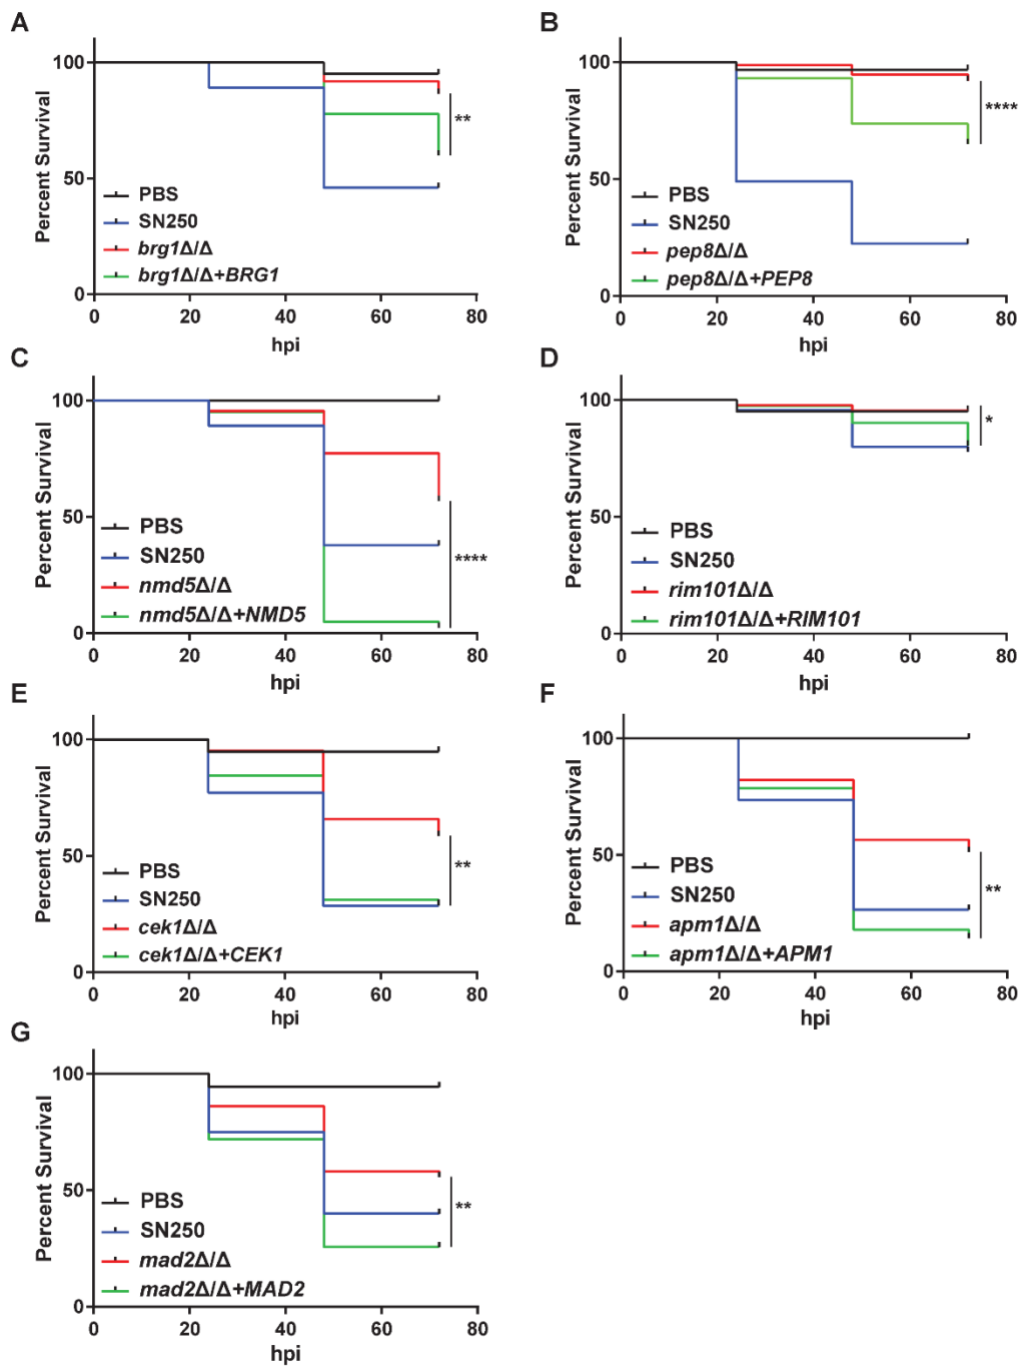 A
100
50
0
Percent Survival
PBS
SN250
brg1Δ/Δ
brg1Δ/Δ+BRG1
**
0 20 40 60 80
hpi
B
100
50
0
Percent Survival
PBS
SN250
pep8Δ/Δ
pep8Δ/Δ+PEP8
****
0 20 40 60 80
hpi
C
100
50
0
Percent Survival
PBS
SN250
nmd5Δ/Δ
nmd5Δ/Δ+NMD5
****
0 20 40 60 80
hpi
D
100
50
0
Percent Survival
PBS
SN250
rim101Δ/Δ
rim101Δ/Δ+RIM101
*
0 20 40 60 80
hpi
E
100
50
0
Percent Survival
PBS
SN250
cek1Δ/Δ
cek1Δ/Δ+CEK1
**
0 20 40 60 80
hpi
F
100
50
0
Percent Survival
PBS
SN250
apm1Δ/Δ
apm1Δ/Δ+APM1
**
0 20 40 60 80
hpi
G
100
50
0
Percent Survival
PBS
SN250
mad2Δ/Δ
mad2Δ/Δ+MAD2
**
0 20 40 60 80
hpi